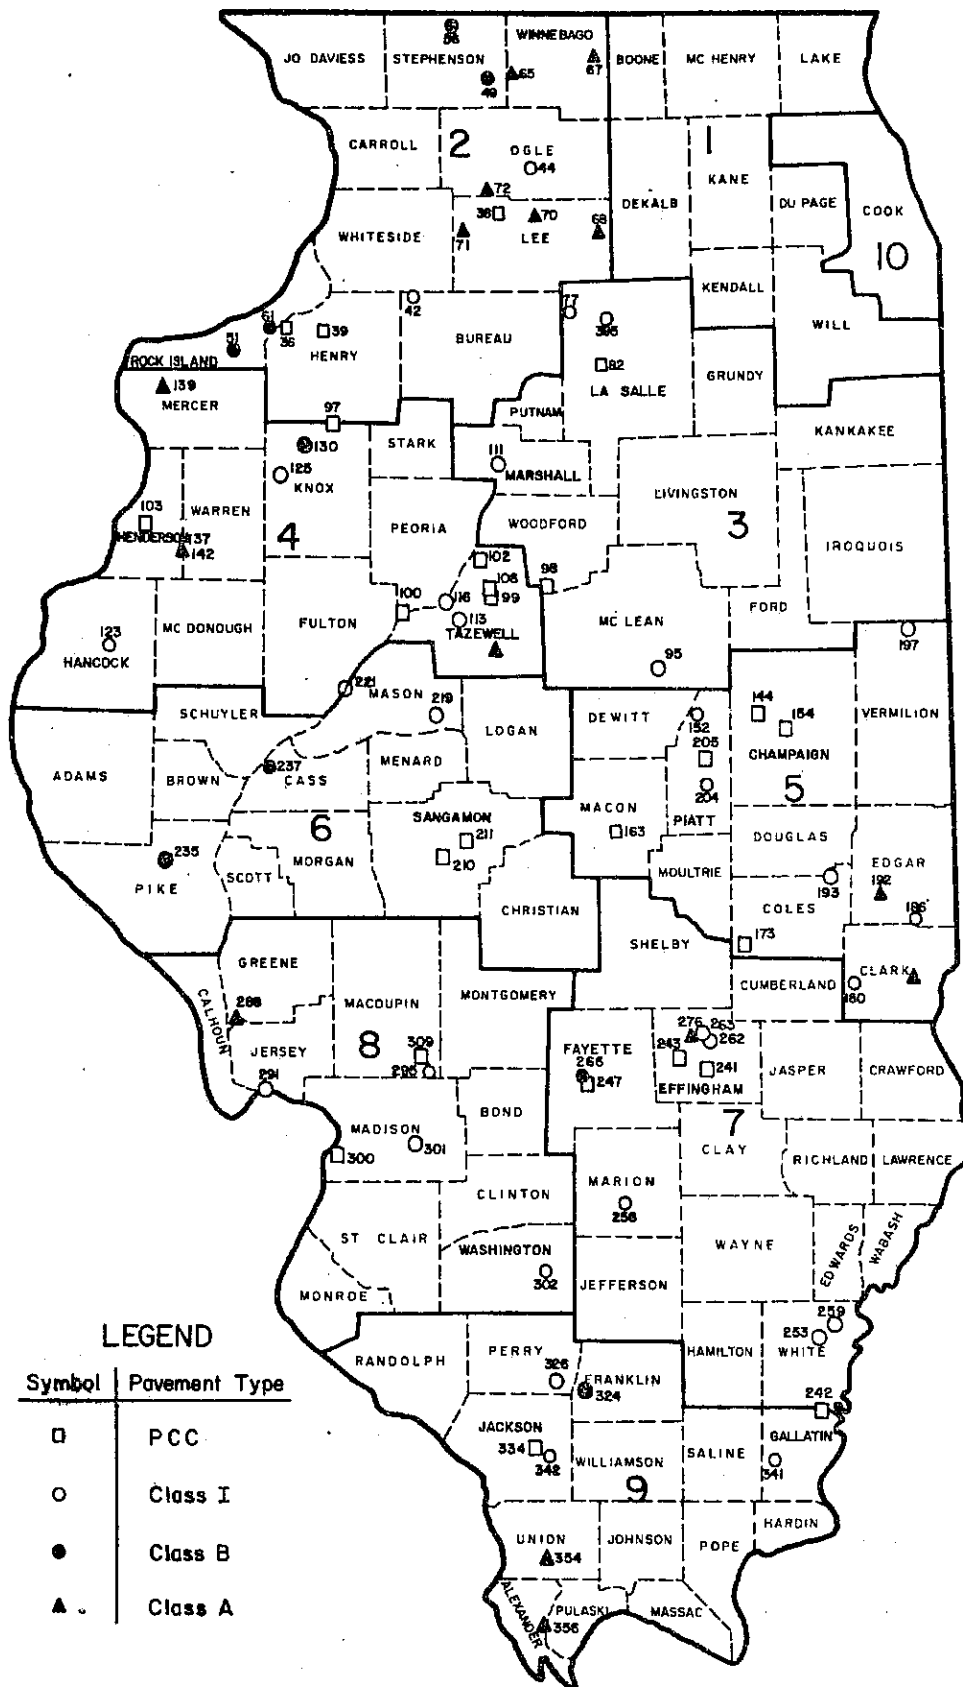 JO DAVIESS
STEPHENSON
49
WINNEBAGO
65
67
BOONE
MC HENRY
LAKE
CARROLL
2
OGLE
44
1
KANE
DEKALB
DU PAGE
COOK
10
72
38
70
68
WHITESIDE
71
LEE
KENDALL
WILL
42
77
61
36
39
HENRY
BUREAU
51
ROCK ISLAND
82
LA SALLE
GRUNDY
139
MERCER
PUTNAM
97
STARK
KANKAKEE
130
125
KNOX
111
MARSHALL
LIVINGSTON
WARREN
103
HENDERSON
137
142
4
PEORIA
WOODFORD
3
IROQUOIS
102
108
99
98
116
100
113
TAZEWELL
FORD
MC LEAN
123
HANCOCK
MC DONOUGH
FULTON
95
197
221
MASON
219
SCHUYLER
LOGAN
DEWITT
152
144
154
CHAMPAIGN
VERMILION
ADAMS
BROWN
237
CASS
MENARD
205
204
5
SANGAMON
211
210
MACON
163
PIATT
6
MORGAN
DOUGLAS
235
PIKE
SCOTT
MOULTRIE
193
EDGAR
192
186
CHRISTIAN
COLES
SHELBY
173
GREENE
CUMBERLAND
CLARK
180
CALHOUN
288
MACOUPIN
MONTGOMERY
JERSEY
8
309
295
291
FAYETTE
266
247
276
263
262
243
241
EFFINGHAM
JASPER
CRAWFORD
BOND
7
MADISON
301
300
CLAY
RICHLAND
LAWRENCE
CLINTON
MARION
256
ST CLAIR
WASHINGTON
302
WAYNE
EDWARDS
WABASH
MONROE
JEFFERSON
259
253
WHITE
HAMILTON
RANDOLPH
PERRY
326
FRANKLIN
324
242
JACKSON
334
342
WILLIAMSON
SALINE
GALLATIN
341
9
UNION
354
JOHNSON
POPE
HARDIN
ALEXANDER
PULASKI
356
MASSAC
LEGEND
Symbol Pavement Type
PCC
Class I
Class B
Class A